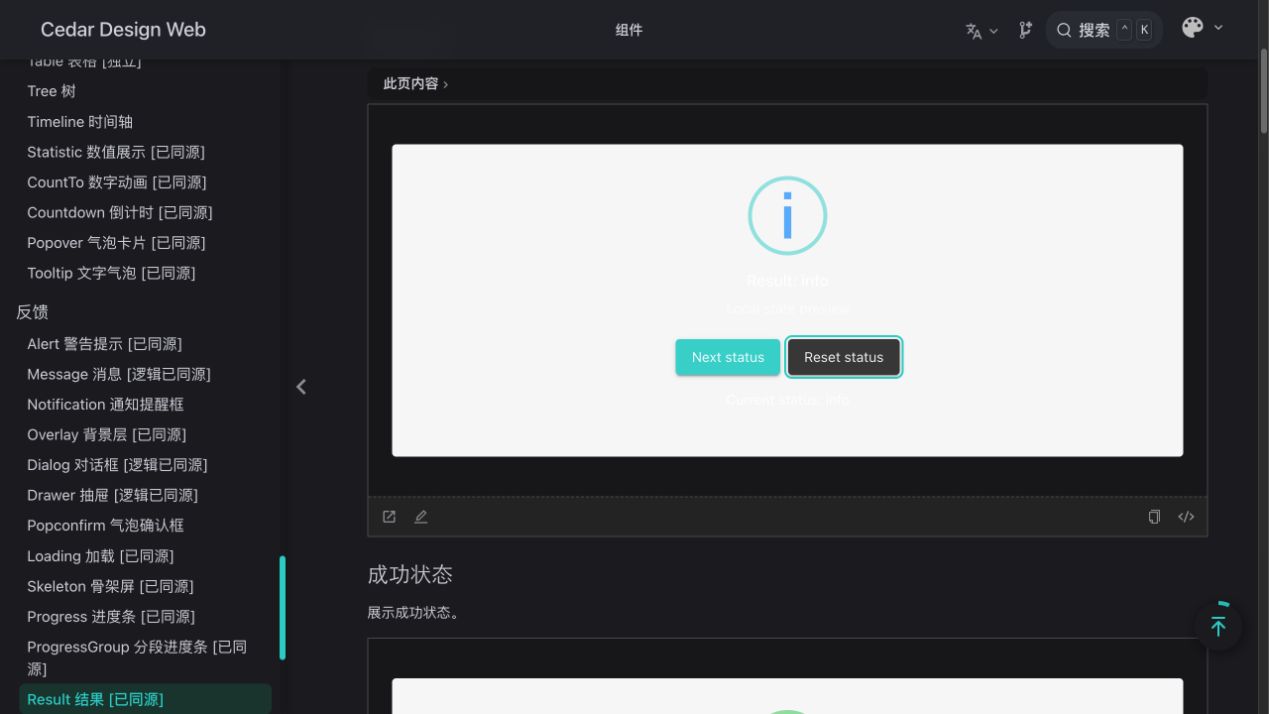 Cedar Design Web
组件
搜索 ^ K
Table 表格 [独立]
Tree 树
Timeline 时间轴
Statistic 数值展示 [已同源]
CountTo 数字动画 [已同源]
Countdown 倒计时 [已同源]
Popover 气泡卡片 [已同源]
Tooltip 文字气泡 [已同源]
反馈
Alert 警告提示 [已同源]
Message 消息 [逻辑已同源]
Notification 通知提醒框
Overlay 背景层 [已同源]
Dialog 对话框 [逻辑已同源]
Drawer 抽屉 [逻辑已同源]
Popconfirm 气泡确认框
Loading 加载 [已同源]
Skeleton 骨架屏 [已同源]
Progress 进度条 [已同源]
ProgressGroup 分段进度条 [已同
源]
Result 结果 [已同源]
此页内容 ›
Result: info
Local state preview
Next status
Reset status
Current status: info
成功状态
展示成功状态。